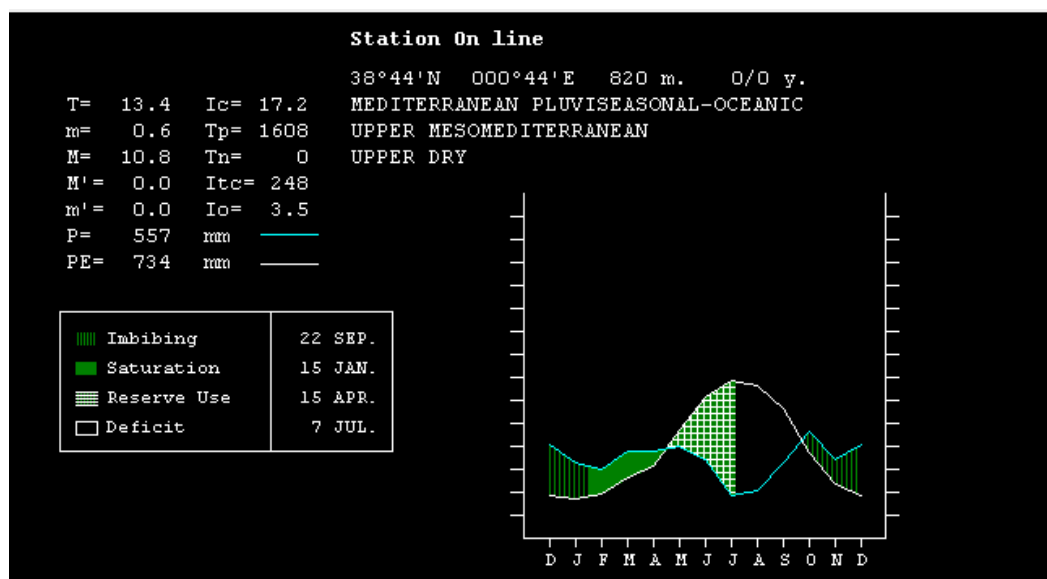 Station On line
38°44'N 000°44'E 820 m. 0/0 y.
T= 13.4 Ic= 17.2 MEDITERRANEAN PLUVISEASONAL-OCEANIC
m= 0.6 Tp= 1608 UPPER MESOMEDITERRANEAN
M= 10.8 Tn= 0 UPPER DRY
M'= 0.0 Itc= 248
m'= 0.0 Io= 3.5
P= 557 mm
PE= 734 mm
Imbibing 22 SEP.
Saturation 15 JAN.
Reserve Use 15 APR.
Deficit 7 JUL.
D J F M A M J J A S O N D